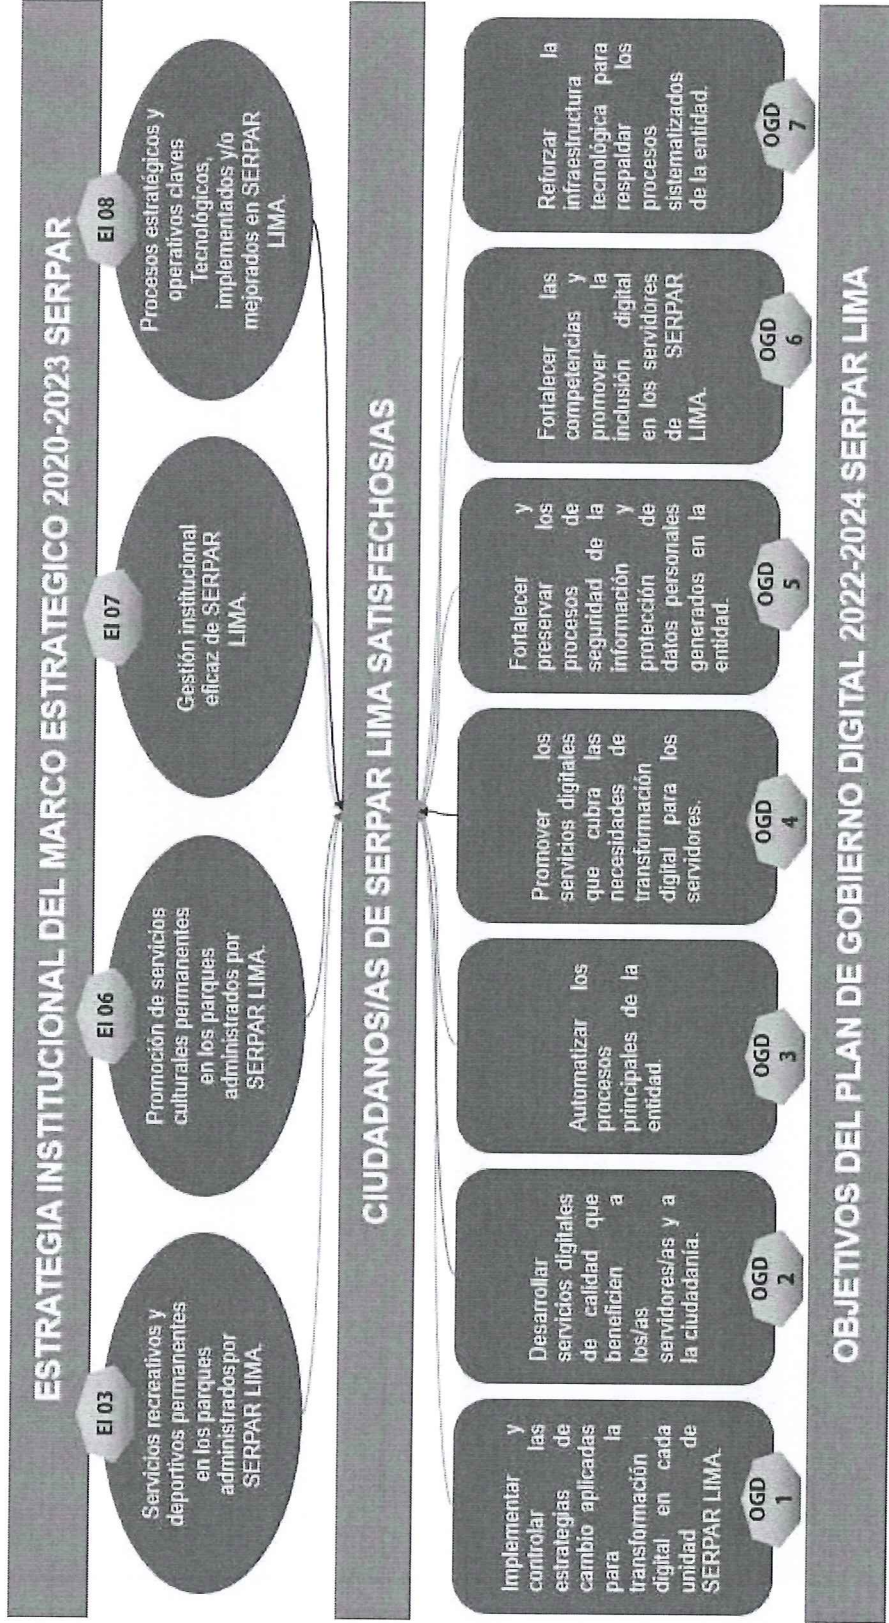 ESTRATEGIA INSTITUCIONAL DEL MARCO ESTRATEGICO 2020-2023 SERPAR
EI 03
Servicios recreativos y
deportivos permanentes
en los parques
administrados por
SERPAR LIMA.
EI 06
Promoción de servicios
culturales permanentes
en los parques
administrados por
SERPAR LIMA.
EI 07
Gestión institucional
eficaz de SERPAR
LIMA.
EI 08
Procesos estratégicos y
operativos claves
Tecnológicos,
implementados y/o
mejorados en SERPAR
LIMA.
CIUDADANOS/AS DE SERPAR LIMA SATISFECHOS/AS
Implementar y
controlar las
estrategias de
cambio aplicadas
para la
transformación
digital en cada
unidad de
SERPAR LIMA.
OGD
1
Desarrollar
servicios digitales
de calidad que
beneficien a
los/as
servidores/as y a
la ciudadanía.
OGD
2
Automatizar los
procesos
principales de la
entidad.
OGD
3
Promover los
servicios digitales
que cubra las
necesidades de
transformación
digital para los
servidores.
OGD
4
Fortalecer y
preservar los
procesos de
seguridad de la
información y
protección de
datos personales
generados en la
entidad.
OGD
5
Fortalecer las
competencias y
promover la
inclusión digital
en los servidores
de SERPAR
LIMA.
OGD
6
Reforzar la
infraestructura
tecnológica para
respaldar los
procesos
sistematizados
de la entidad.
OGD
7
OBJETIVOS DEL PLAN DE GOBIERNO DIGITAL 2022-2024 SERPAR LIMA